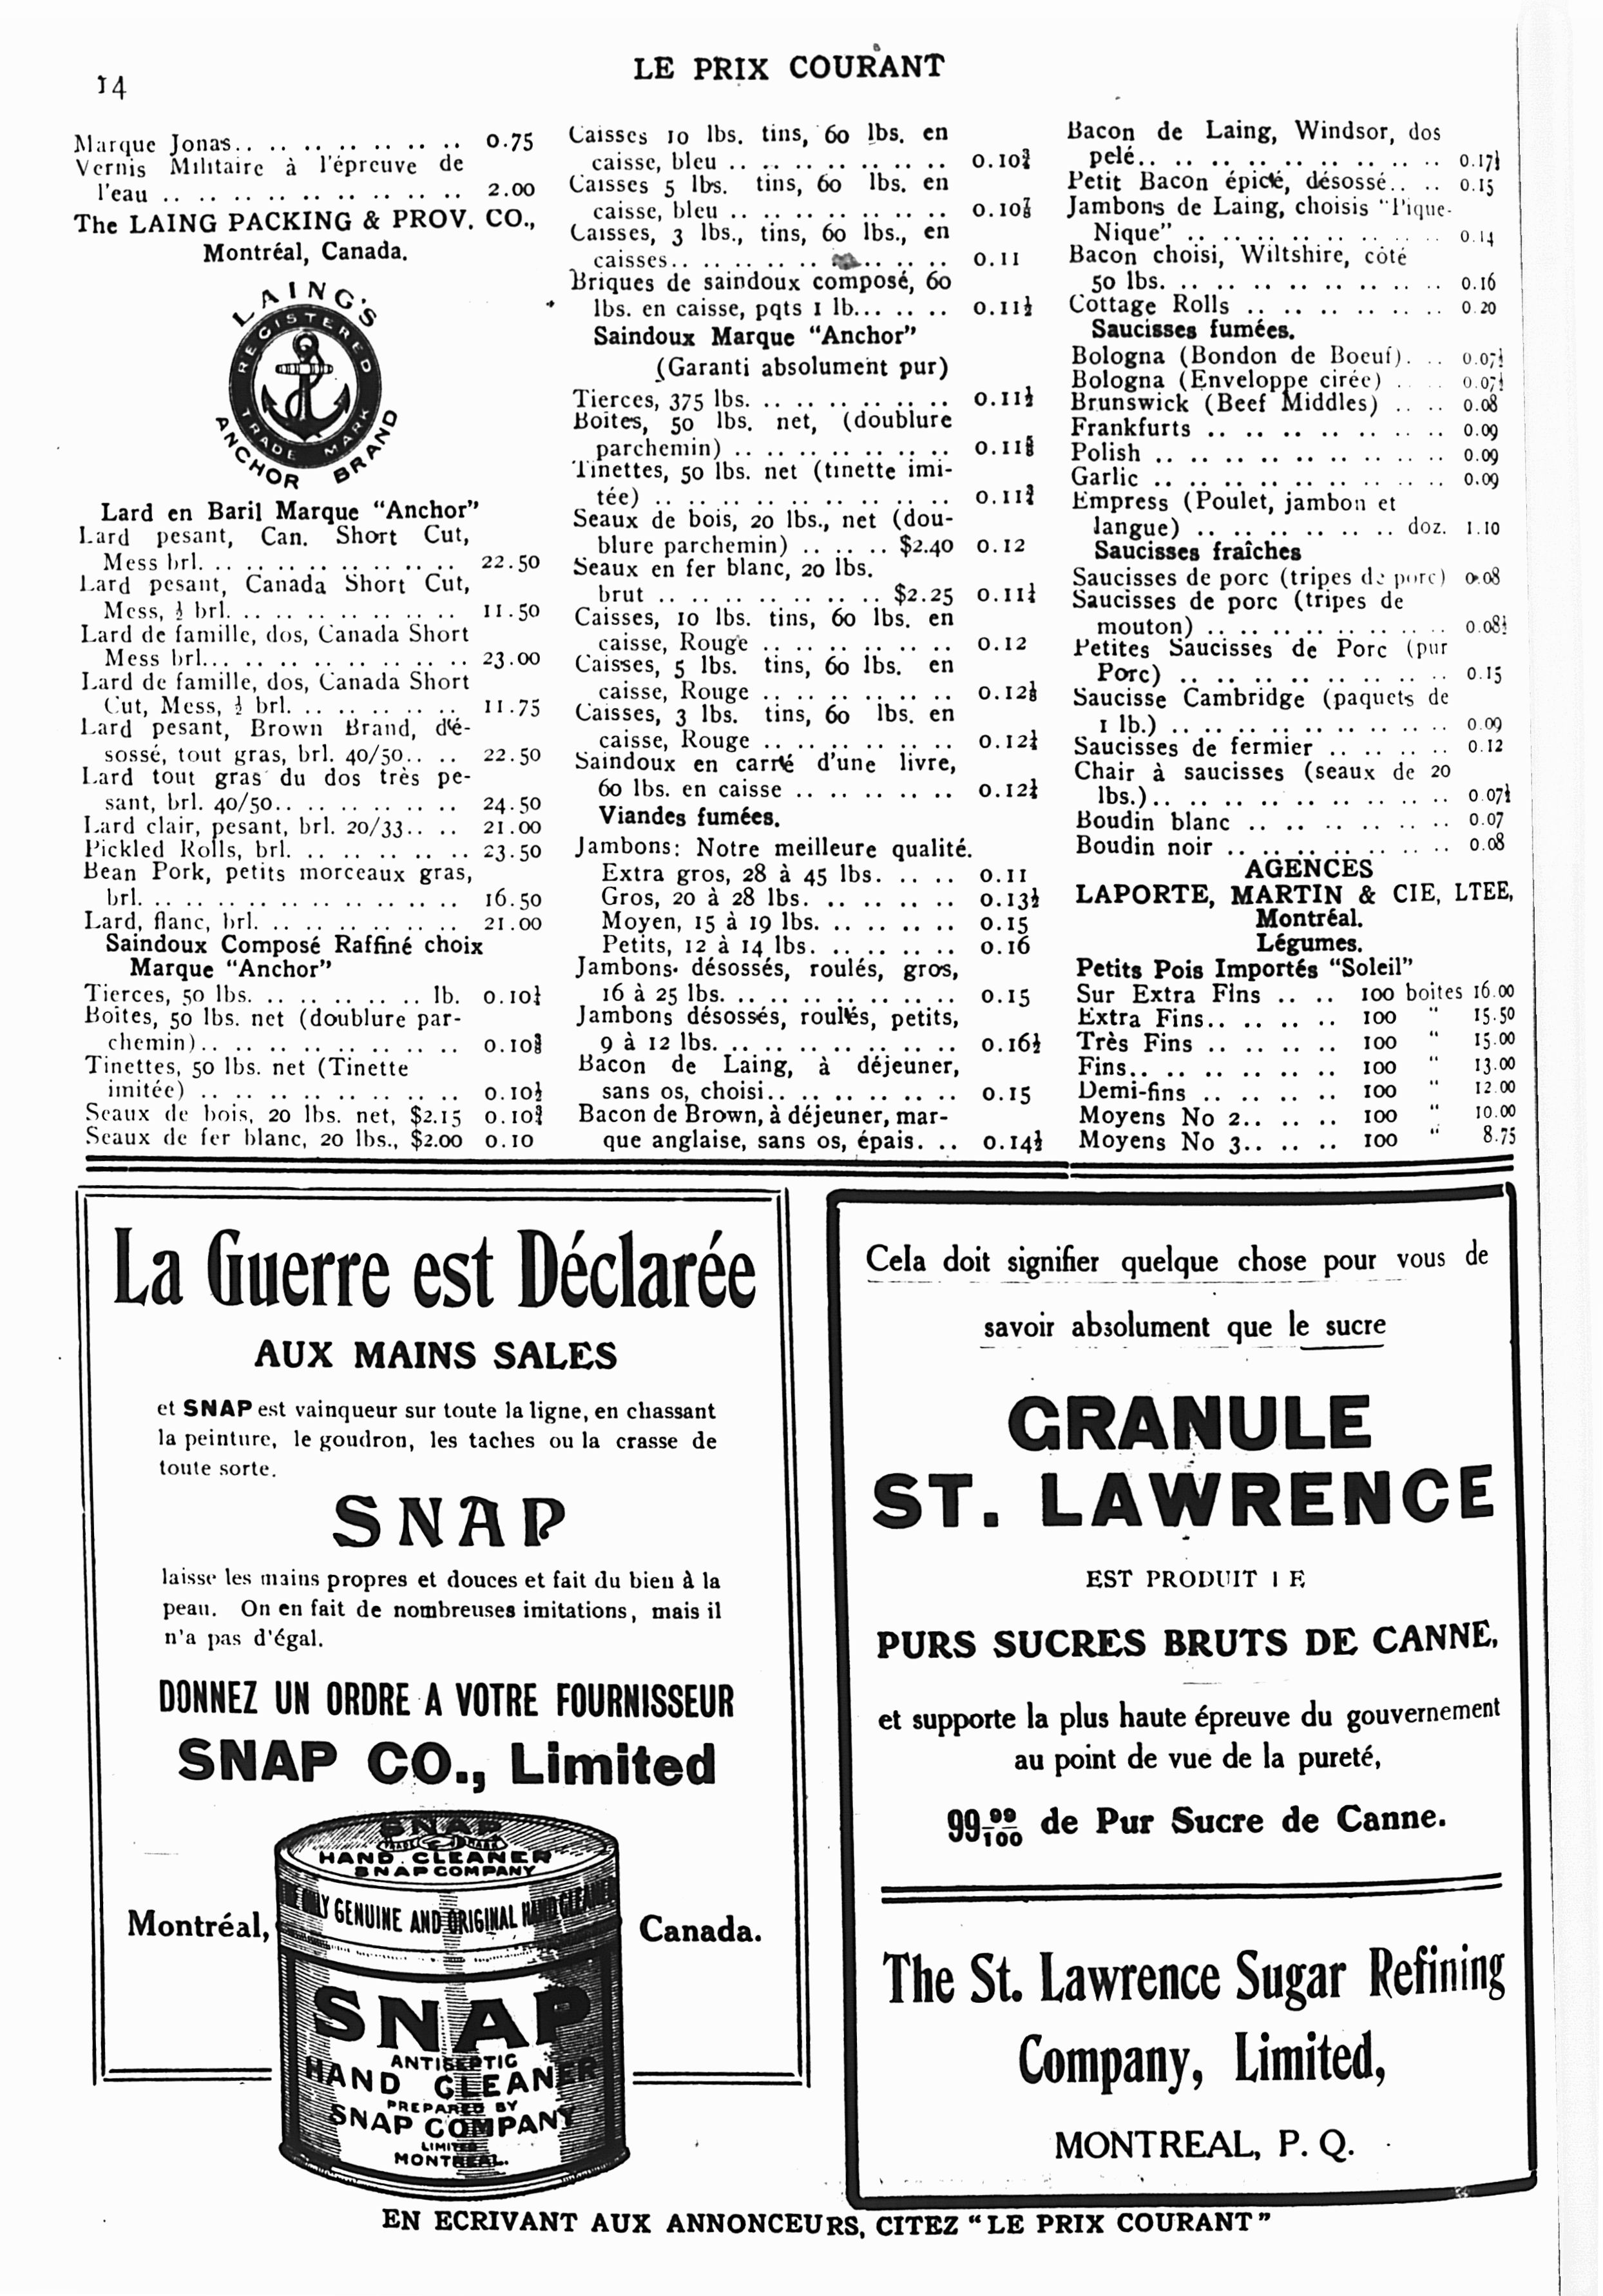 14
LE PRIX COURANT
Marque Jonas.. .. .. .. .. .. .. .. 0.75
Vernis Militaire à l'épreuve de
l'eau .. .. .. .. .. .. .. .. .. .. 2.00
The LAING PACKING & PROV. CO.,
Montréal, Canada.
LAING'S
REGISTERED
TRADE MARK
ANCHOR BRAND
Lard en Baril Marque "Anchor"
Lard pesant, Can. Short Cut,
Mess brl. .. .. .. .. .. .. .. .. 22.50
Lard pesant, Canada Short Cut,
Mess, ½ brl. .. .. .. .. .. .. .. 11.50
Lard de famille, dos, Canada Short
Mess brl... .. .. .. .. .. .. .. .. 23.00
Lard de famille, dos, Canada Short
Cut, Mess, ½ brl. .. .. .. .. .. 11.75
Lard pesant, Brown Brand, dé-
sossé, tout gras, brl. 40/50.. .. 22.50
Lard tout gras du dos très pe-
sant, brl. 40/50.. .. .. .. .. .. 24.50
Lard clair, pesant, brl. 20/33.. .. 21.00
Pickled Rolls, brl. .. .. .. .. .. 23.50
Bean Pork, petits morceaux gras,
brl. .. .. .. .. .. .. .. .. .. .. 16.50
Lard, flanc, brl. .. .. .. .. .. .. 21.00
Saindoux Composé Raffiné choix
Marque "Anchor"
Tierces, 50 lbs. .. .. .. .. .. lb.
Boites, 50 lbs. net (doublure par-
chemin).. .. .. .. .. .. .. .. ..
Tinettes, 50 lbs. net (Tinette
imitée) .. .. .. .. .. .. .. .. .. 0.10½
Seaux de bois, 20 lbs. net, $2.15
Seaux de fer blanc, 20 lbs., $2.00 0.10
Caisses 10 lbs. tins, 60 lbs. en
caisse, bleu .. .. .. .. .. .. .. 0.10¾
Caisses 5 lbs. tins, 60 lbs. en
caisse, bleu .. .. .. .. .. .. .. 0.10⅞
Caisses, 3 lbs., tins, 60 lbs., en
caisses.. .. .. .. .. .. .. .. .. 0.11
Briques de saindoux composé, 60
lbs. en caisse, pqts 1 lb... .. .. 0.11½
Saindoux Marque "Anchor"
(Garanti absolument pur)
Tierces, 375 lbs. .. .. .. .. .. ..
Boites, 50 lbs. net, (doublure
parchemin) .. .. .. .. .. .. ..
Tinettes, 50 lbs. net (tinette imi-
tée) .. .. .. .. .. .. .. .. .. .. 0.11¾
Seaux de bois, 20 lbs., net (dou-
blure parchemin) .. .. .. $2.40 0.12
Seaux en fer blanc, 20 lbs.
brut .. .. .. .. .. .. .. $2.25
Caisses, 10 lbs. tins, 60 lbs. en
caisse, Rouge .. .. .. .. .. .. 0.12
Caisses, 5 lbs. tins, 60 lbs. en
caisse, Rouge .. .. .. .. .. .. 0.12⅛
Caisses, 3 lbs. tins, 60 lbs. en
caisse, Rouge .. .. .. .. .. ..
Saindoux en carré d'une livre,
60 lbs. en caisse .. .. .. .. ..
Viandes fumées.
Jambons: Notre meilleure qualité.
Extra gros, 28 à 45 lbs. .. .. 0.11
Gros, 20 à 28 lbs. .. .. .. .. 0.13½
Moyen, 15 à 19 lbs. .. .. .. .. 0.15
Petits, 12 à 14 lbs. .. .. .. .. 0.16
Jambons désossés, roulés, gros,
16 à 25 lbs. .. .. .. .. .. .. .. 0.15
Jambons désossés, roulés, petits,
9 à 12 lbs. .. .. .. .. .. .. .. 0.16½
Bacon de Laing, à déjeuner,
sans os, choisi.. .. .. .. .. .. 0.15
Bacon de Brown, à déjeuner, mar-
que anglaise, sans os, épais. .. 0.14½
Bacon de Laing, Windsor, dos
pelé.. .. .. .. .. .. .. .. .. .. 0.17½
Petit Bacon épicé, désossé.. .. 0.15
Jambons de Laing, choisis "Pique-
Nique" .. .. .. .. .. .. .. .. 0.14
Bacon choisi, Wiltshire, côté
50 lbs. .. .. .. .. .. .. .. .. .. 0.16
Cottage Rolls .. .. .. .. .. .. 0.20
Saucisses fumées.
Bologna (Bondon de Boeuf). .. 0.07½
Bologna (Enveloppe cirée) .. .. 0.07½
Brunswick (Beef Middles) .. .. 0.08
Frankfurts .. .. .. .. .. .. .. 0.09
Polish .. .. .. .. .. .. .. .. .. 0.09
Garlic .. .. .. .. .. .. .. .. .. 0.09
Empress (Poulet, jambon et
langue) .. .. .. .. .. .. doz. 1.10
Saucisses fraîches
Saucisses de porc (tripes de porc) 0.08
Saucisses de porc (tripes de
mouton) .. .. .. .. .. .. .. .. 0.08½
Petites Saucisses de Porc (pur
Porc) .. .. .. .. .. .. .. .. .. 0.15
Saucisse Cambridge (paquets de
1 lb.) .. .. .. .. .. .. .. .. .. 0.09
Saucisses de fermier .. .. .. .. 0.12
Chair à saucisses (seaux de 20
lbs.).. .. .. .. .. .. .. .. .. .. 0.07½
Boudin blanc .. .. .. .. .. .. 0.07
Boudin noir .. .. .. .. .. .. .. 0.08
AGENCES
LAPORTE, MARTIN & CIE, LTEE,
Montréal.
Légumes.
Petits Pois Importés "Soleil"
Sur Extra Fins .. .. 100 boites 16.00
Extra Fins.. .. .. .. 100 " 15.50
Très Fins .. .. .. .. 100 " 15.00
Fins.. .. .. .. .. .. 100 " 13.00
Demi-fins .. .. .. .. 100 " 12.00
Moyens No 2.. .. .. 100 " 10.00
Moyens No 3.. .. .. 100 " 8.75
La Guerre est Déclarée
AUX MAINS SALES
et SNAP est vainqueur sur toute la ligne, en chassant
la peinture, le goudron, les taches ou la crasse de
toute sorte.
SNAP
laisse les mains propres et douces et fait du bien à la
peau. On en fait de nombreuses imitations, mais il
n'a pas d'égal.
DONNEZ UN ORDRE A VOTRE FOURNISSEUR
SNAP CO., Limited
Montréal, Canada.
SNAP
TRADE MARK
HAND CLEANER
SNAP COMPANY
ONLY GENUINE AND ORIGINAL HAND CLEANER
SNAP
ANTISEPTIC
HAND CLEANER
PREPARED BY
SNAP COMPANY
LIMITED
MONTREAL.
Cela doit signifier quelque chose pour vous de
savoir absolument que le sucre
GRANULE
ST. LAWRENCE
EST PRODUIT DE
PURS SUCRES BRUTS DE CANNE,
et supporte la plus haute épreuve du gouvernement
au point de vue de la pureté,
99 99/100 de Pur Sucre de Canne.
The St. Lawrence Sugar Refining
Company, Limited,
MONTREAL, P. Q.
EN ECRIVANT AUX ANNONCEURS, CITEZ "LE PRIX COURANT"